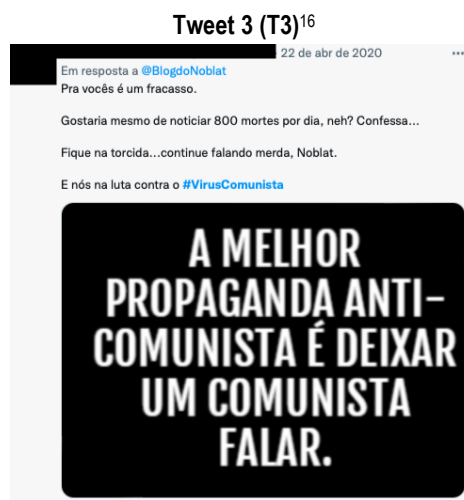 Tweet 3 (T3)16
22 de abr de 2020 ...
Em resposta a @BlogdoNoblat
Pra vocês é um fracasso.
Gostaria mesmo de noticiar 800 mortes por dia, neh? Confessa...
Fique na torcida...continue falando merda, Noblat.
E nós na luta contra o #VirusComunista
A MELHOR
PROPAGANDA ANTI-
COMUNISTA É DEIXAR
UM COMUNISTA
FALAR.